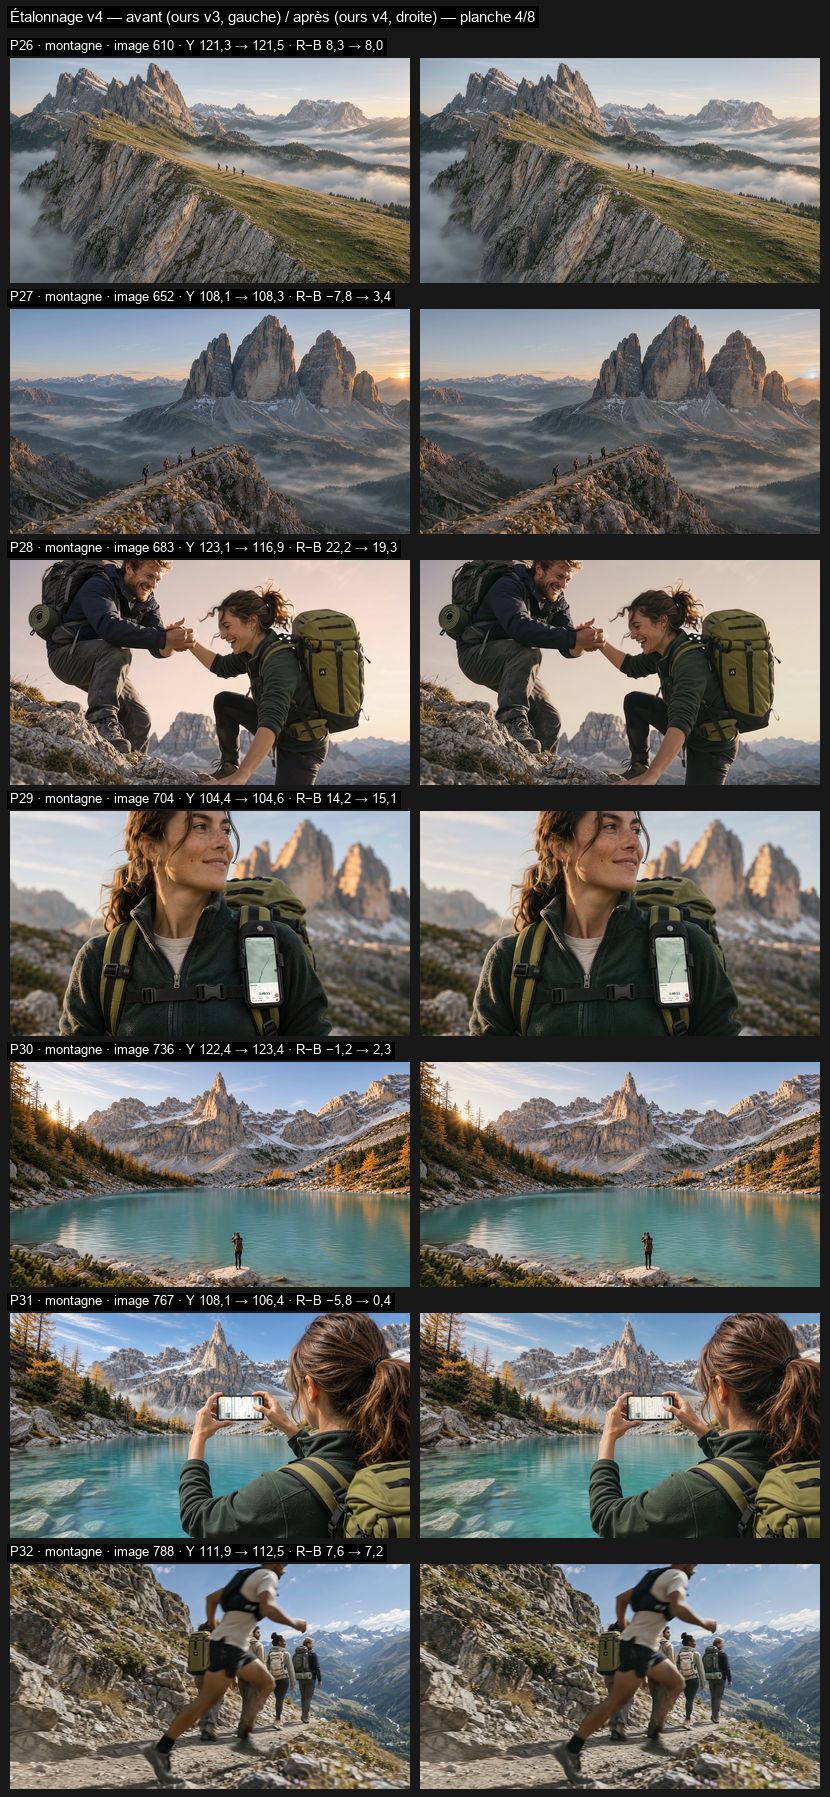 Étalonnage v4 — avant (ours v3, gauche) / après (ours v4, droite) — planche 4/8
P26 · montagne · image 610 · Y 121,3 → 121,5 · R−B 8,3 → 8,0
P27 · montagne · image 652 · Y 108,1 → 108,3 · R−B −7,8 → 3,4
P28 · montagne · image 683 · Y 123,1 → 116,9 · R−B 22,2 → 19,3
P29 · montagne · image 704 · Y 104,4 → 104,6 · R−B 14,2 → 15,1
P30 · montagne · image 736 · Y 122,4 → 123,4 · R−B −1,2 → 2,3
P31 · montagne · image 767 · Y 108,1 → 106,4 · R−B −5,8 → 0,4
P32 · montagne · image 788 · Y 111,9 → 112,5 · R−B 7,6 → 7,2